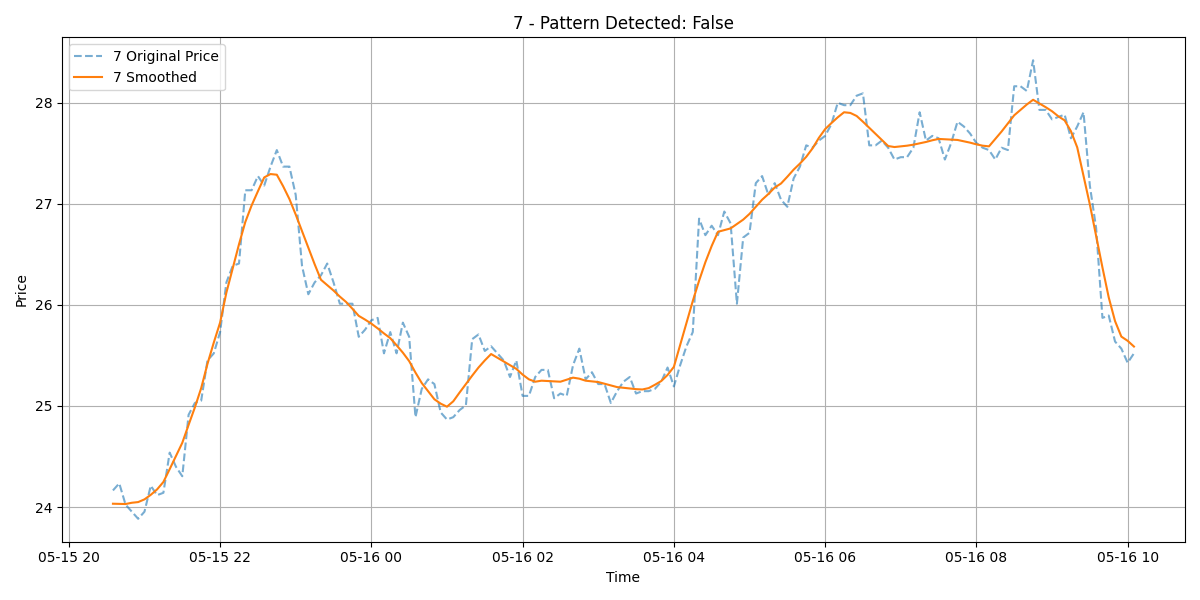 7 - Pattern Detected: False
7 Original Price
7 Smoothed
28
27
26
25
24
Price
05-15 20
05-15 22
05-16 00
05-16 02
05-16 04
05-16 06
05-16 08
05-16 10
Time